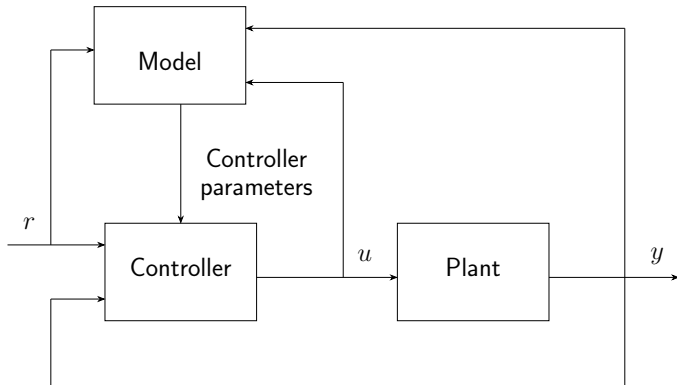 Model
Controller
parameters
r
Controller
u
Plant
y